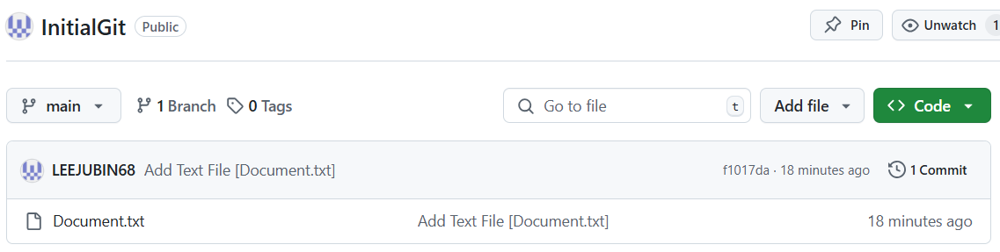 InitialGit Public Pin Unwatch 1
main 1 Branch 0 Tags Go to file t Add file Code
LEEJUBIN68 Add Text File [Document.txt] f1017da · 18 minutes ago 1 Commit
Document.txt Add Text File [Document.txt] 18 minutes ago